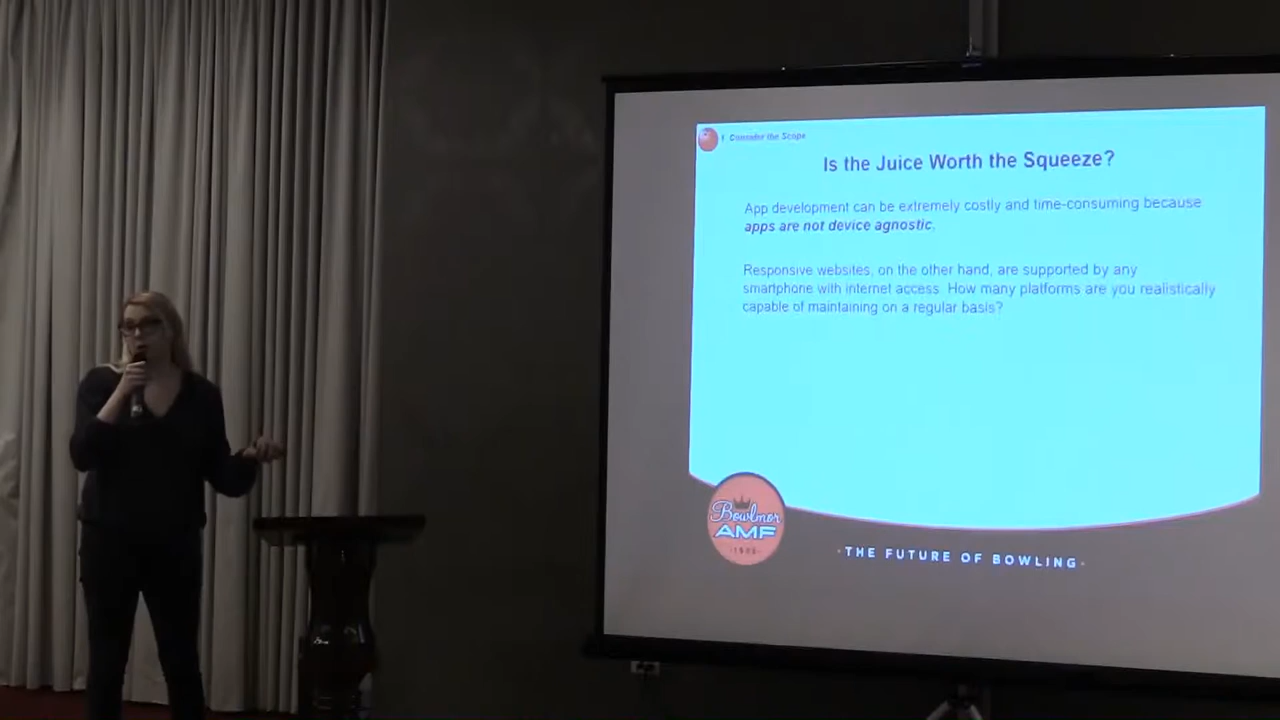 1 Consider the Scope
Is the Juice Worth the Squeeze?
App development can be extremely costly and time-consuming because
apps are not device agnostic.
Responsive websites, on the other hand, are supported by any
smartphone with internet access. How many platforms are you realistically
capable of maintaining on a regular basis?
Bowlmor
AMF
·THE FUTURE OF BOWLING·